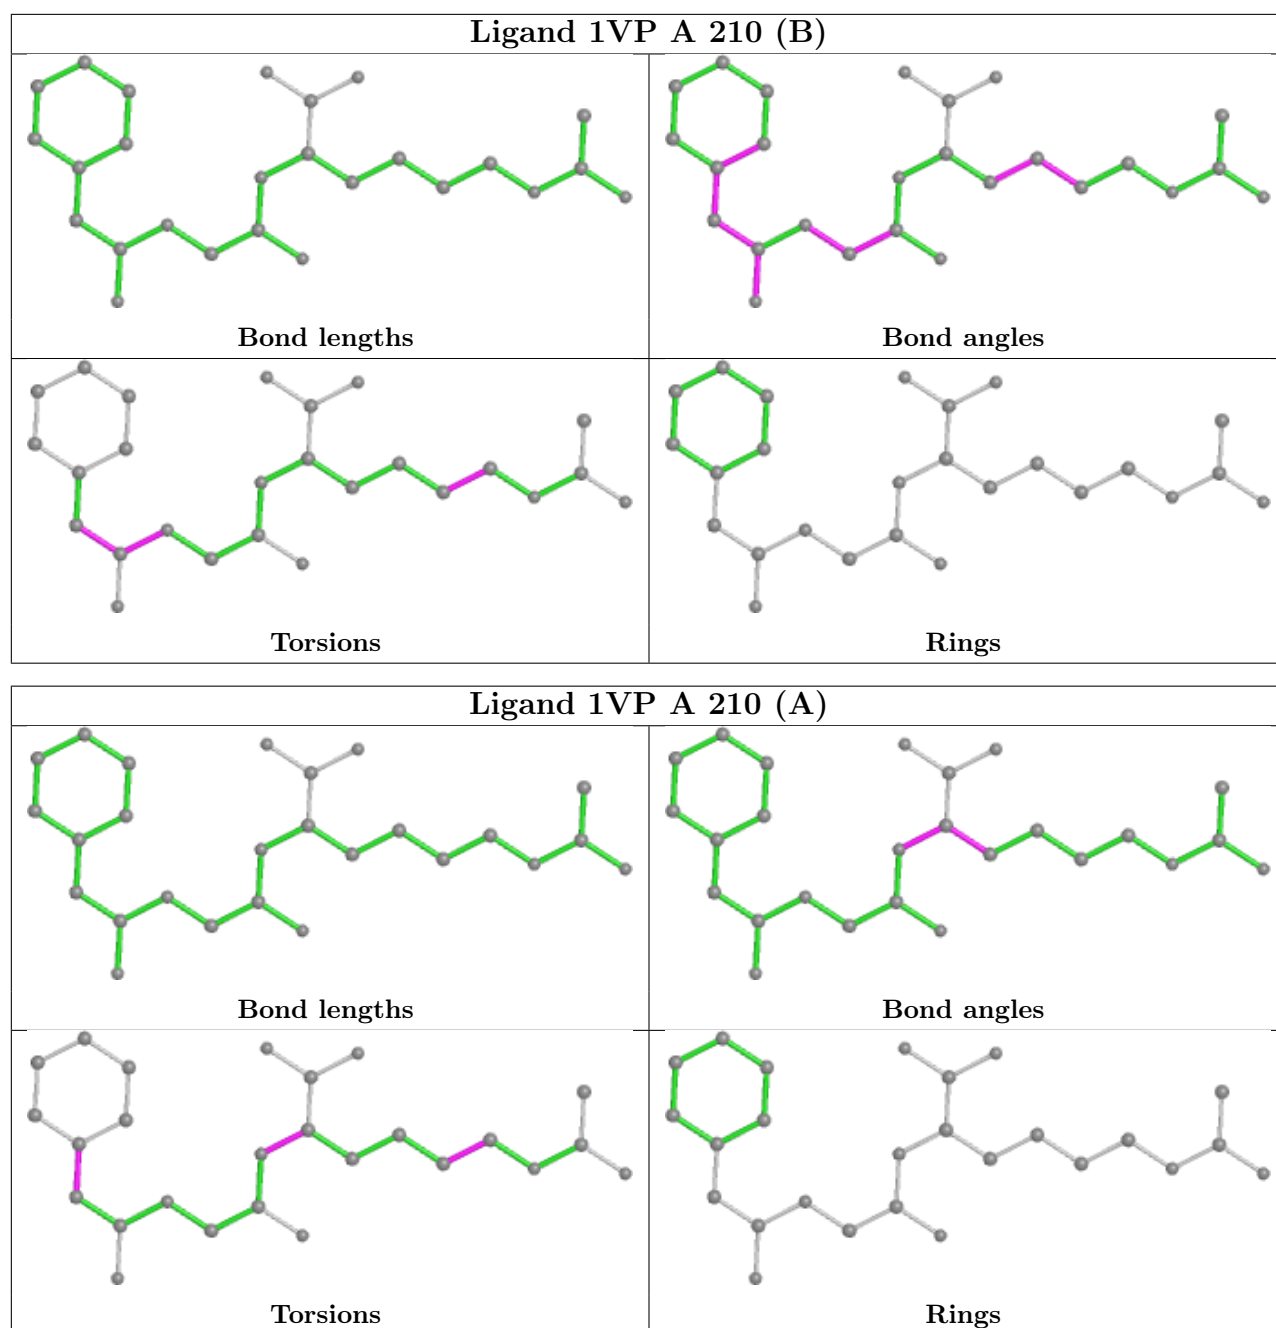 Ligand 1VP A 210 (B)
Bond lengths
Bond angles
Torsions
Rings
Ligand 1VP A 210 (A)
Bond lengths
Bond angles
Torsions
Rings